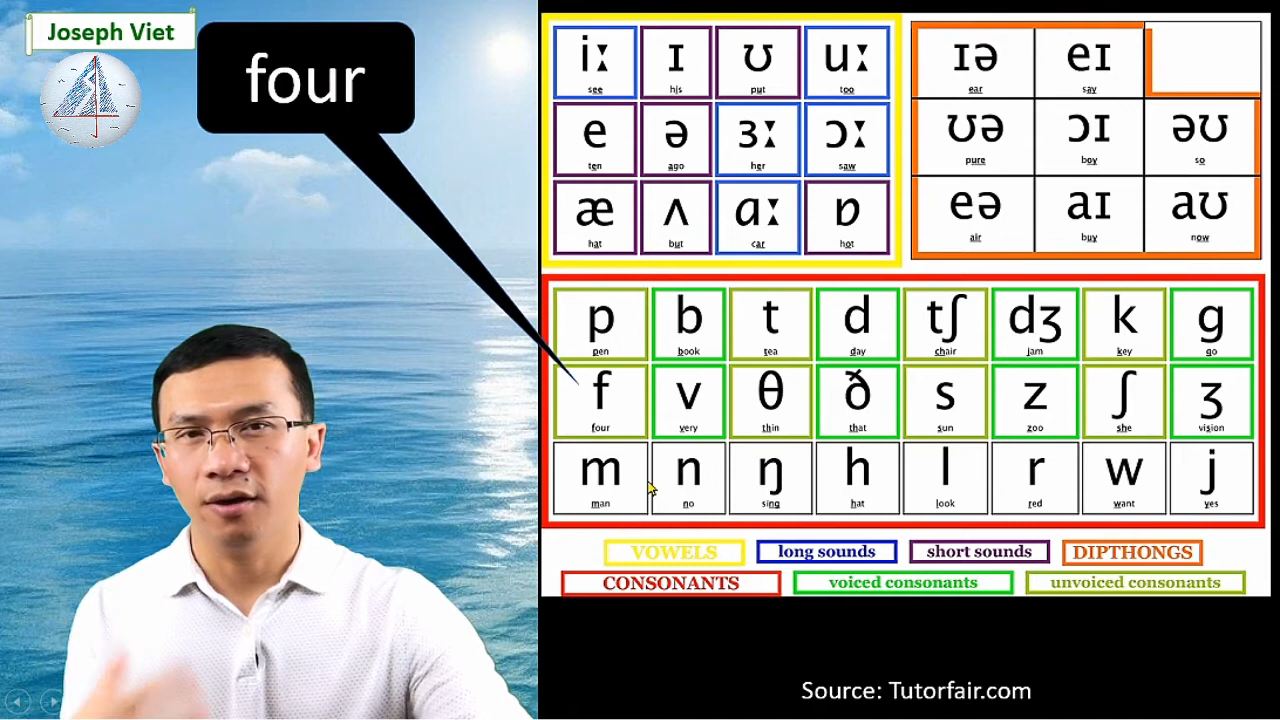 Joseph Viet
four
iː ɪ ʊ uː
see his put too
e ə ɜː ɔː
ten ago her saw
æ ʌ ɑː ɒ
hat but car hot
ɪə eɪ
ear say
ʊə ɔɪ əʊ
pure boy so
eə aɪ aʊ
air buy now
p b t d tʃ dʒ k g
pen book tea day chair jam key go
f v θ ð s z ʃ ʒ
four very thin that sun zoo she vision
m n ŋ h l r w j
man no sing hat look red want yes
VOWELS long sounds short sounds DIPTHONGS
CONSONANTS voiced consonants unvoiced consonants
Source: Tutorfair.com